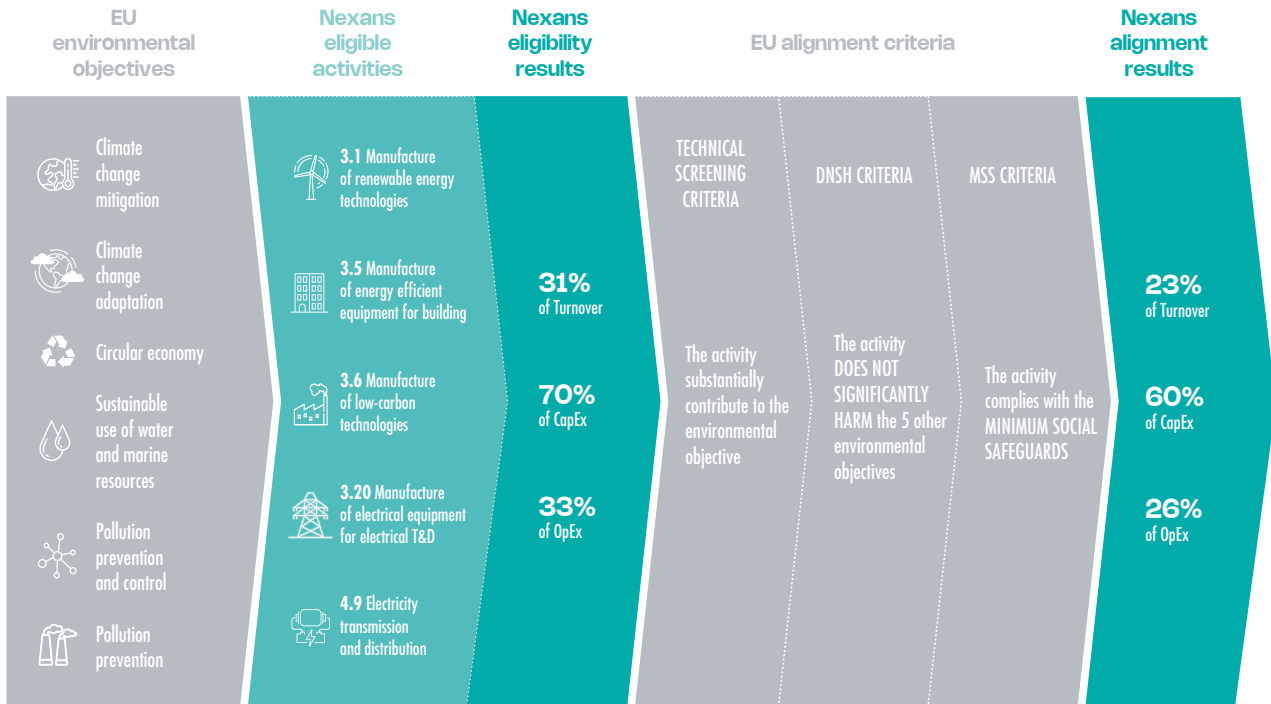 EU
environmental
objectives
Nexans
eligible
activities
Nexans
eligibility
results
EU alignment criteria
Nexans
alignment
results
Climate
change
mitigation
Climate
change
adaptation
Circular economy
Sustainable
use of water
and marine
resources
Pollution
prevention
and control
Pollution
prevention
3.1 Manufacture
of renewable energy
technologies
3.5 Manufacture
of energy efficient
equipment for building
3.6 Manufacture
of low-carbon
technologies
3.20 Manufacture
of electrical equipment
for electrical T&D
4.9 Electricity
transmission
and distribution
31%
of Turnover
70%
of CapEx
33%
of OpEx
TECHNICAL
SCREENING
CRITERIA
The activity
substantially
contribute to the
environmental
objective
DNSH CRITERIA
The activity
DOES NOT
SIGNIFICANTLY
HARM the 5 other
environmental
objectives
MSS CRITERIA
The activity
complies with the
MINIMUM SOCIAL
SAFEGUARDS
23%
of Turnover
60%
of CapEx
26%
of OpEx